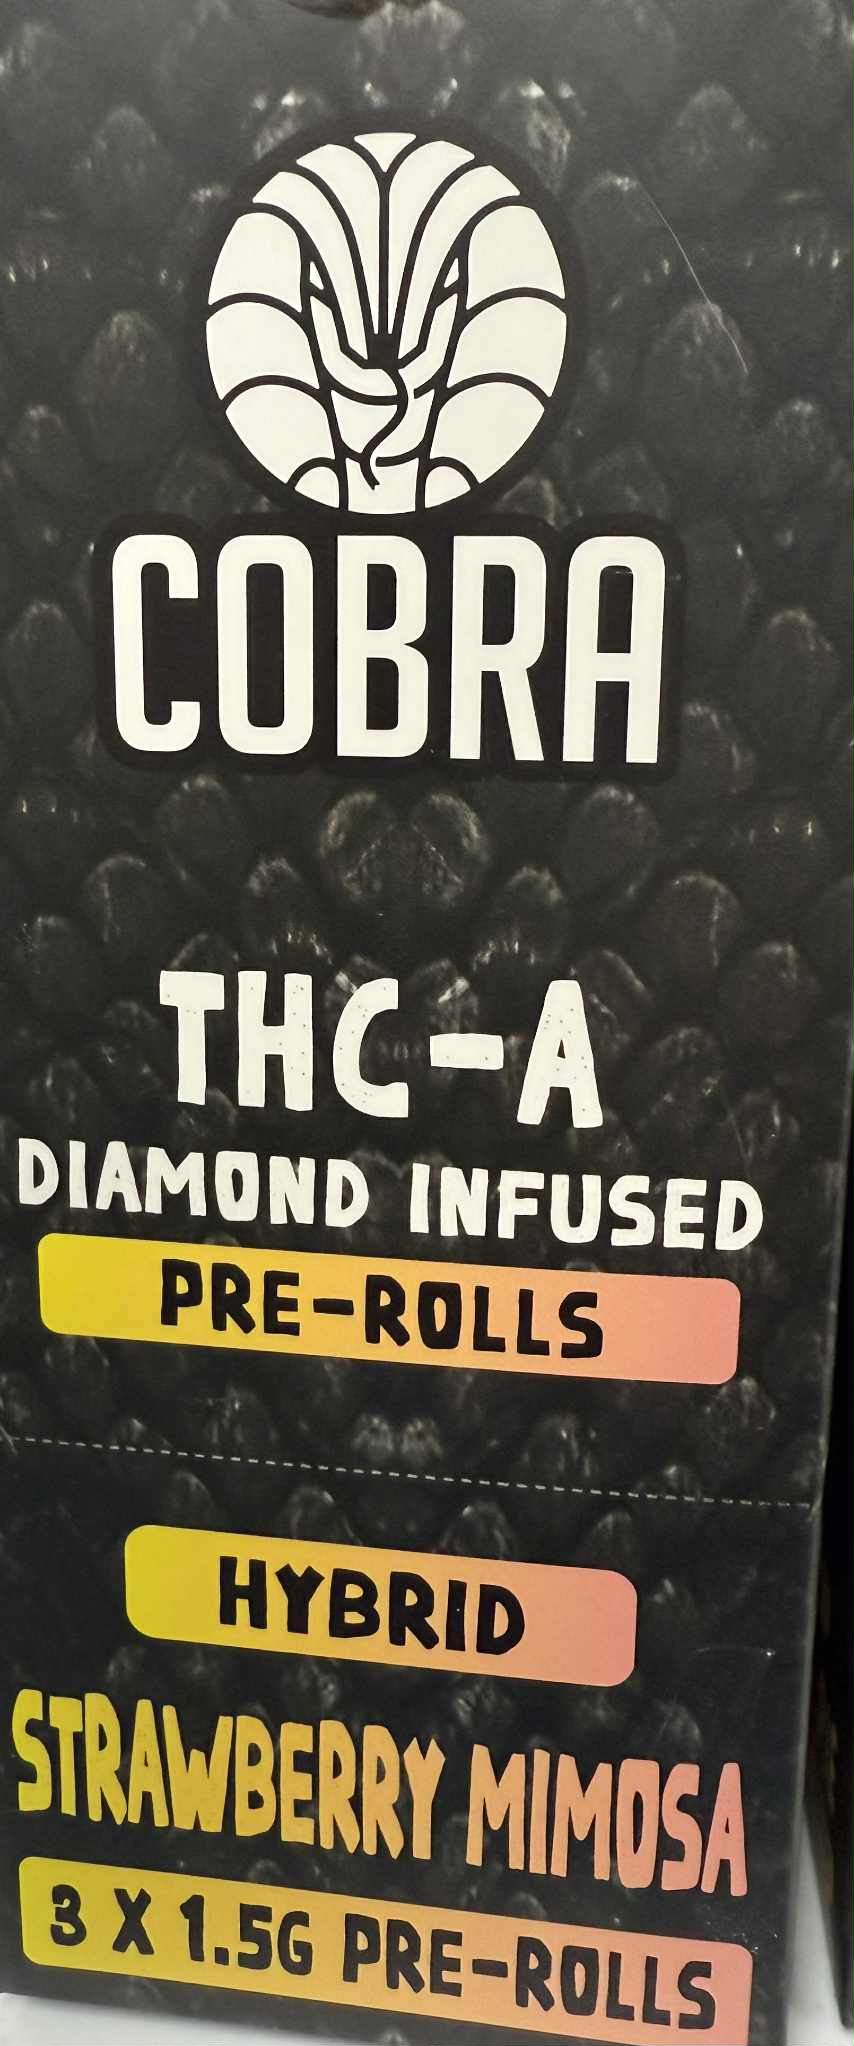 COBRA
THC-A
DIAMOND INFUSED
PRE-ROLLS
HYBRID
STRAWBERRY MIMOSA
3 X 1.5G PRE-ROLLS